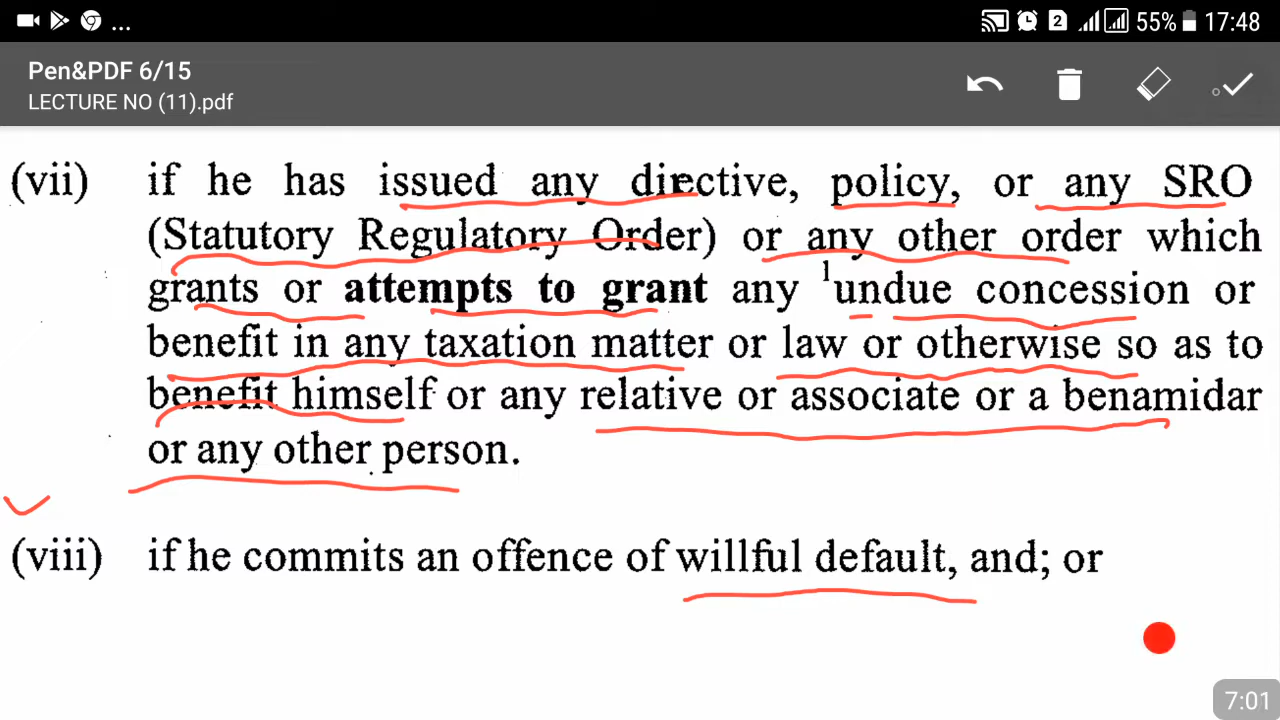 ... 2 55% 17:48
Pen&PDF 6/15
LECTURE NO (11).pdf
(vii) if he has issued any directive, policy, or any SRO
(Statutory Regulatory Order) or any other order which
grants or attempts to grant any ¹undue concession or
benefit in any taxation matter or law or otherwise so as to
benefit himself or any relative or associate or a benamidar
or any other person.
(viii) if he commits an offence of willful default, and; or
7:01